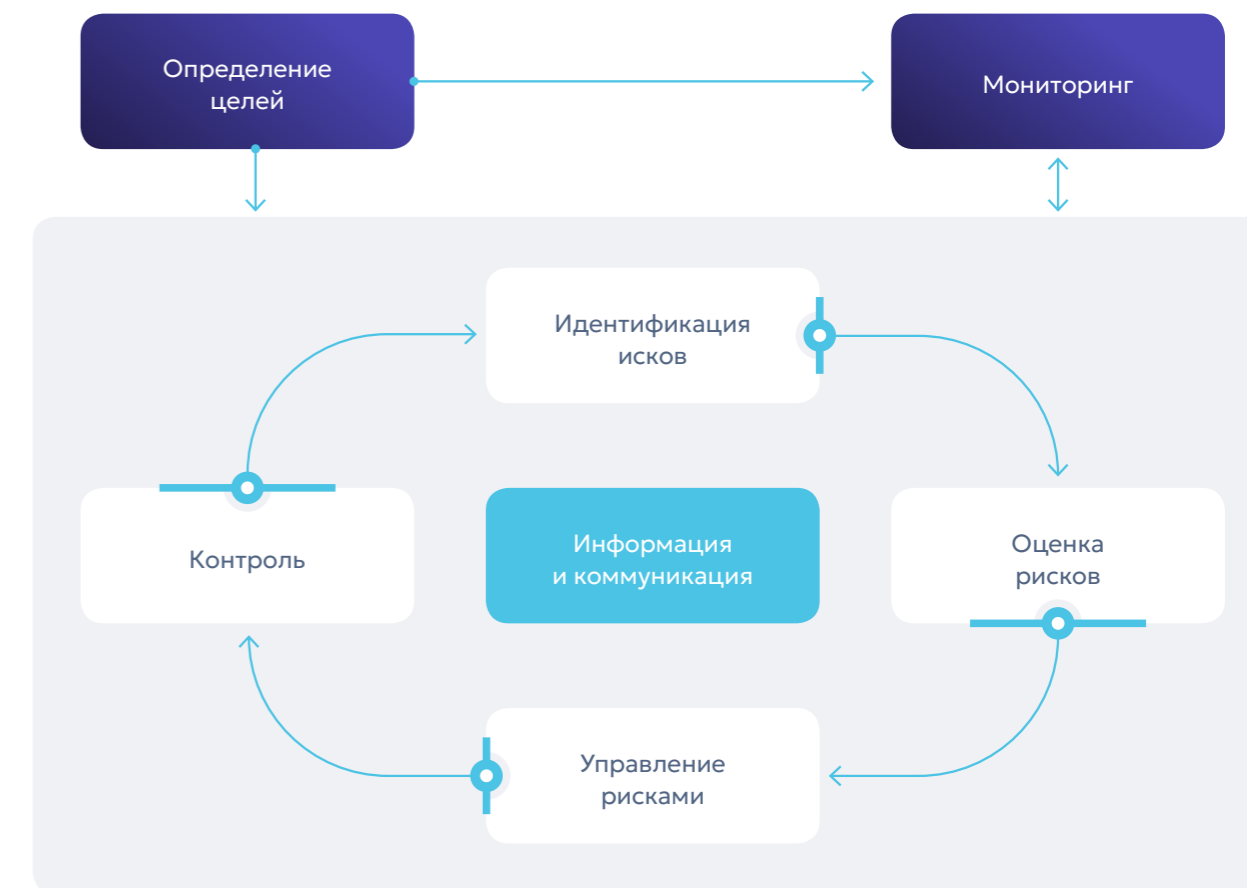 Определение
целей
Мониторинг
Идентификация
исков
Контроль
Информация
и коммуникация
Оценка
рисков
Управление
рисками